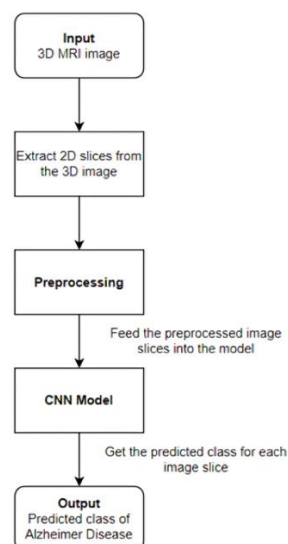 Input
3D MRI image
Extract 2D slices from
the 3D image
Preprocessing
Feed the preprocessed image
slices into the model
CNN Model
Get the predicted class for each
image slice
Output
Predicted class of
Alzheimer Disease